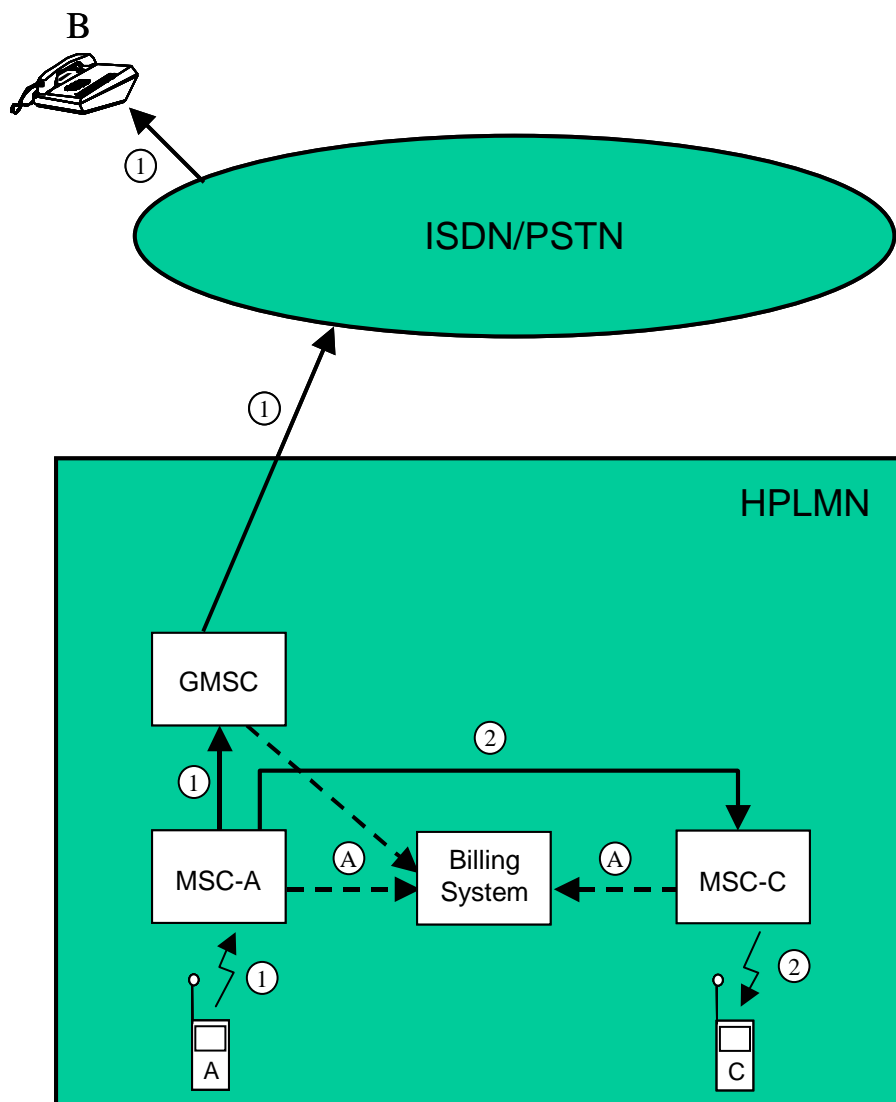 B
1
ISDN/PSTN
1
HPLMN
GMSC
2
1
MSC-A
A
Billing
System
A
MSC-C
1
2
A
C